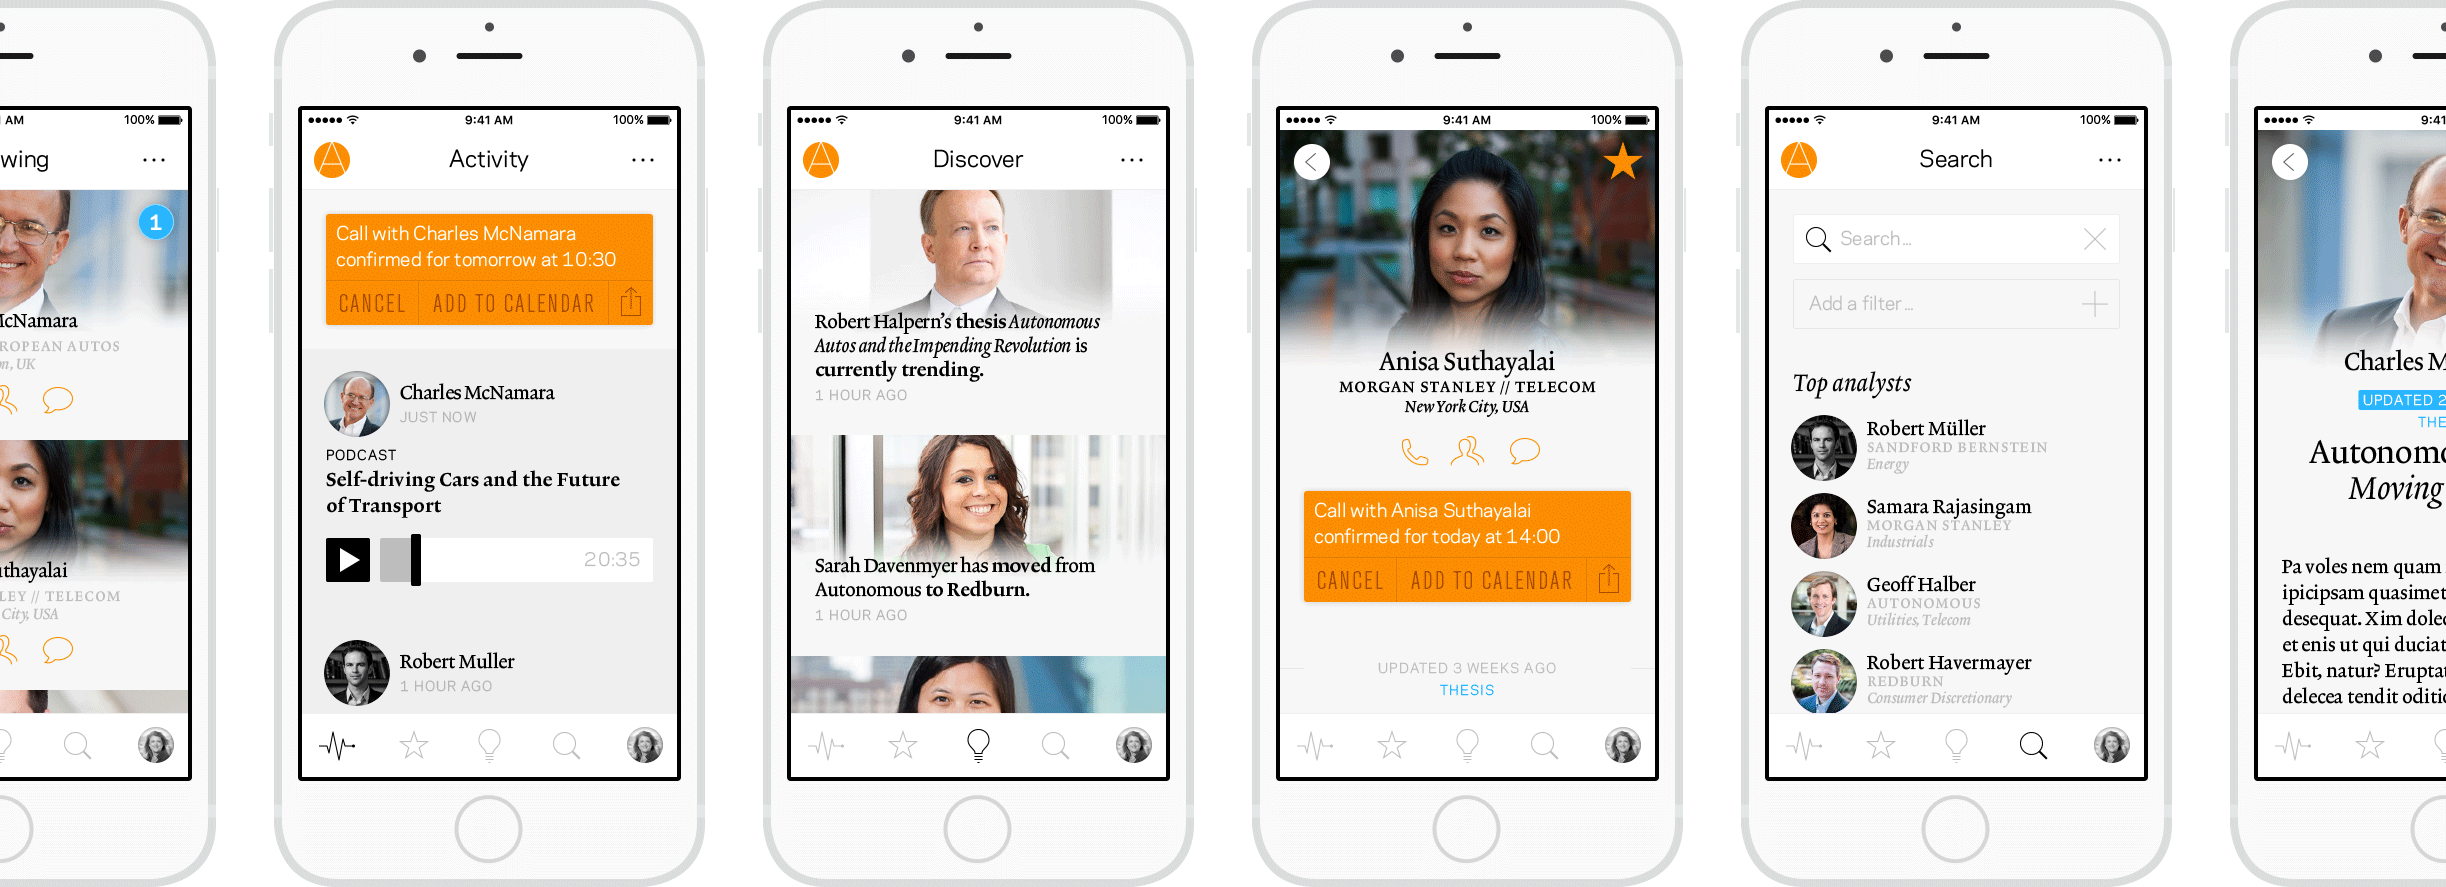 AM 100%
wing
1
cNamara
ROPEAN AUTOS
n, UK
thayalai
LEY // TELECOM
City, USA
9:41 AM 100%
Activity
Call with Charles McNamara
confirmed for tomorrow at 10:30
CANCEL ADD TO CALENDAR
Charles McNamara
JUST NOW
PODCAST
Self-driving Cars and the Future
of Transport
20:35
Robert Muller
1 HOUR AGO
9:41 AM 100%
Discover
Robert Halpern's thesis Autonomous
Autos and the Impending Revolution is
currently trending.
1 HOUR AGO
Sarah Davenmyer has moved from
Autonomous to Redburn.
1 HOUR AGO
9:41 AM 100%
Anisa Suthayalai
MORGAN STANLEY // TELECOM
New York City, USA
Call with Anisa Suthayalai
confirmed for today at 14:00
CANCEL ADD TO CALENDAR
UPDATED 3 WEEKS AGO
THESIS
9:41 AM 100%
Search
Search...
Add a filter...
Top analysts
Robert Müller
SANDFORD BERNSTEIN
Energy
Samara Rajasingam
MORGAN STANLEY
Industrials
Geoff Halber
AUTONOMOUS
Utilities, Telecom
Robert Havermayer
REDBURN
Consumer Discretionary
9:41
Charles M
UPDATED 2
THE
Autonom
Moving
Pa voles nem quam
ipicipsam quasimet
desequat. Xim dole
et enis ut qui duciat
Ebit, natur? Erupta
delecea tendit oditi